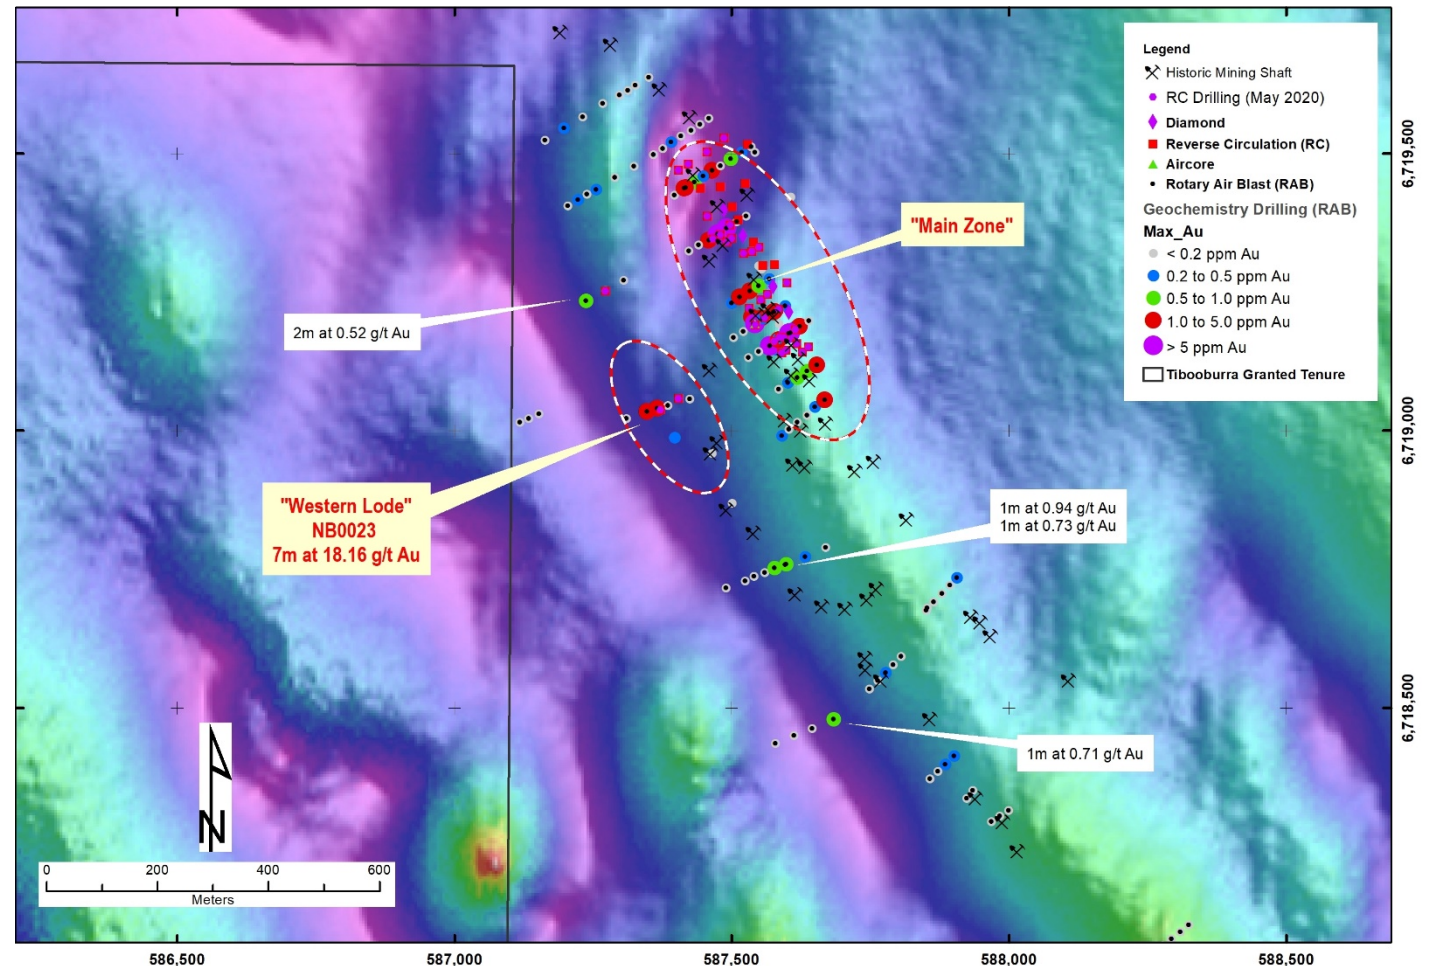 Legend
Historic Mining Shaft
RC Drilling (May 2020)
Diamond
Reverse Circulation (RC)
Aircore
Rotary Air Blast (RAB)
Geochemistry Drilling (RAB)
Max_Au
< 0.2 ppm Au
0.2 to 0.5 ppm Au
0.5 to 1.0 ppm Au
1.0 to 5.0 ppm Au
> 5 ppm Au
Tibooburra Granted Tenure
"Main Zone"
2m at 0.52 g/t Au
"Western Lode"
NB0023
7m at 18.16 g/t Au
1m at 0.94 g/t Au
1m at 0.73 g/t Au
1m at 0.71 g/t Au
6,719,500
6,719,000
6,718,500
N
0 200 400 600
Meters
586,500 587,000 587,500 588,000 588,500